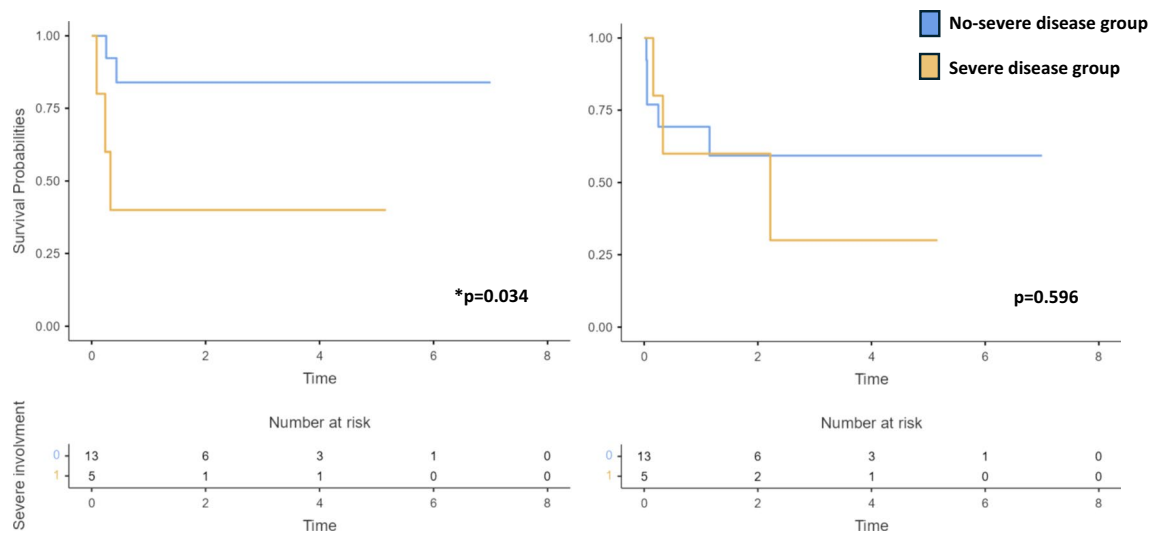 No-severe disease group
Severe disease group
Survival Probabilities
1.00
0.75
0.50
0.25
0.00
*p=0.034
0 2 4 6 8
Time
1.00
0.75
0.50
0.25
0.00
p=0.596
0 2 4 6 8
Time
Severe involvment
Number at risk
0 13 6 3 1 0
1 5 1 1 0 0
0 2 4 6 8
Time
Number at risk
0 13 6 3 1 0
1 5 2 1 0 0
0 2 4 6 8
Time